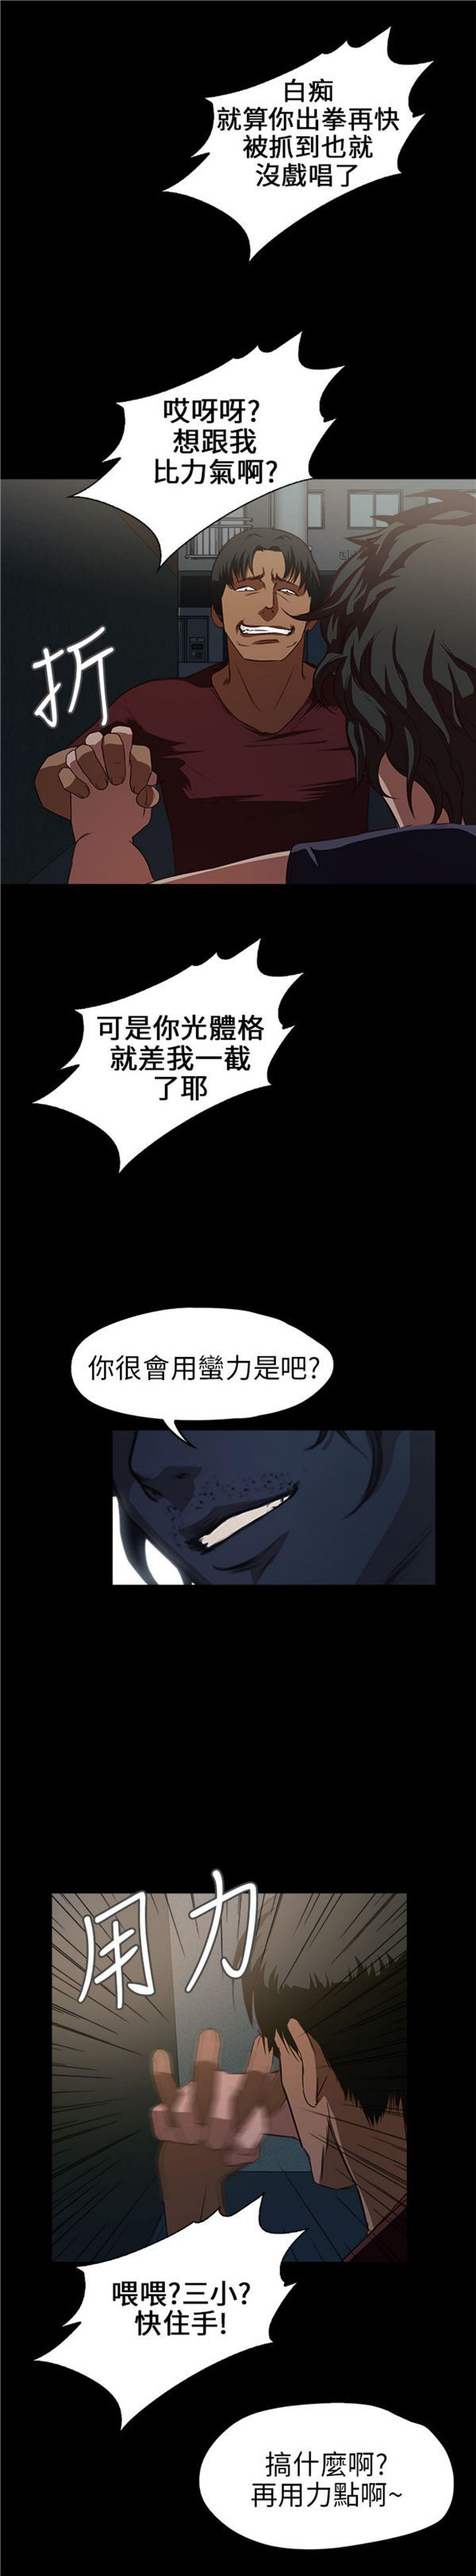 白痴
就算你出拳再快
被抓到也就
沒戲唱了
哎呀呀?
想跟我
比力氣啊?
折
可是你光體格
就差我一截
了耶
你很會用蠻力是吧?
用力
喂喂?三小?
快住手!
搞什麼啊?
再用力點啊~